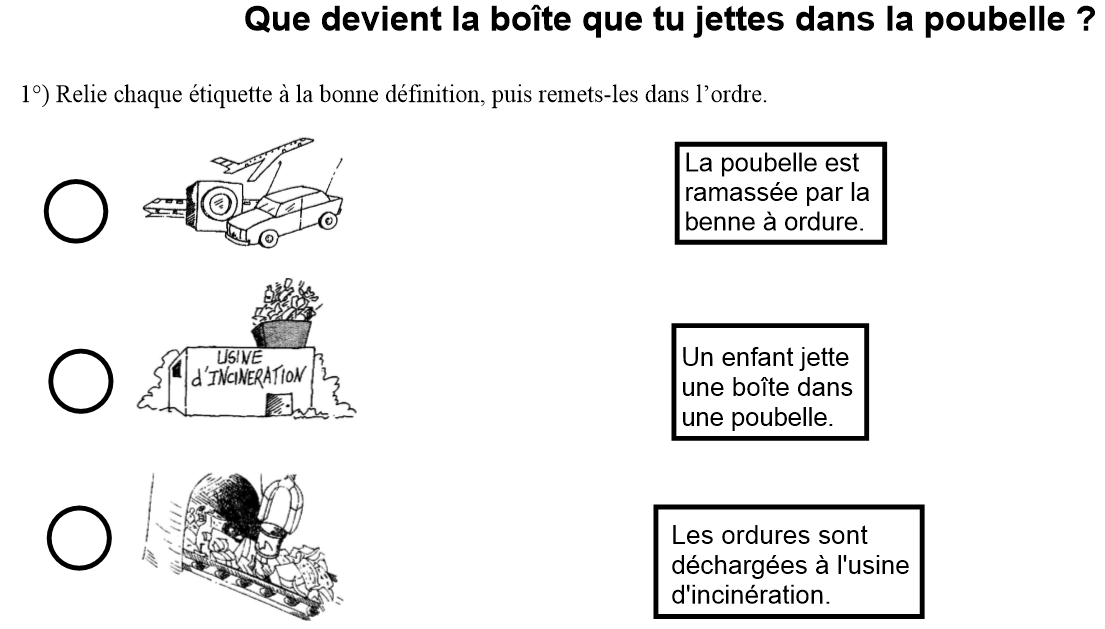 Que devient la boîte que tu jettes dans la poubelle ?
1°) Relie chaque étiquette à la bonne définition, puis remets-les dans l’ordre.
La poubelle est
ramassée par la
benne à ordure.
USINE
d'INCINERATION
Un enfant jette
une boîte dans
une poubelle.
Les ordures sont
déchargées à l'usine
d'incinération.